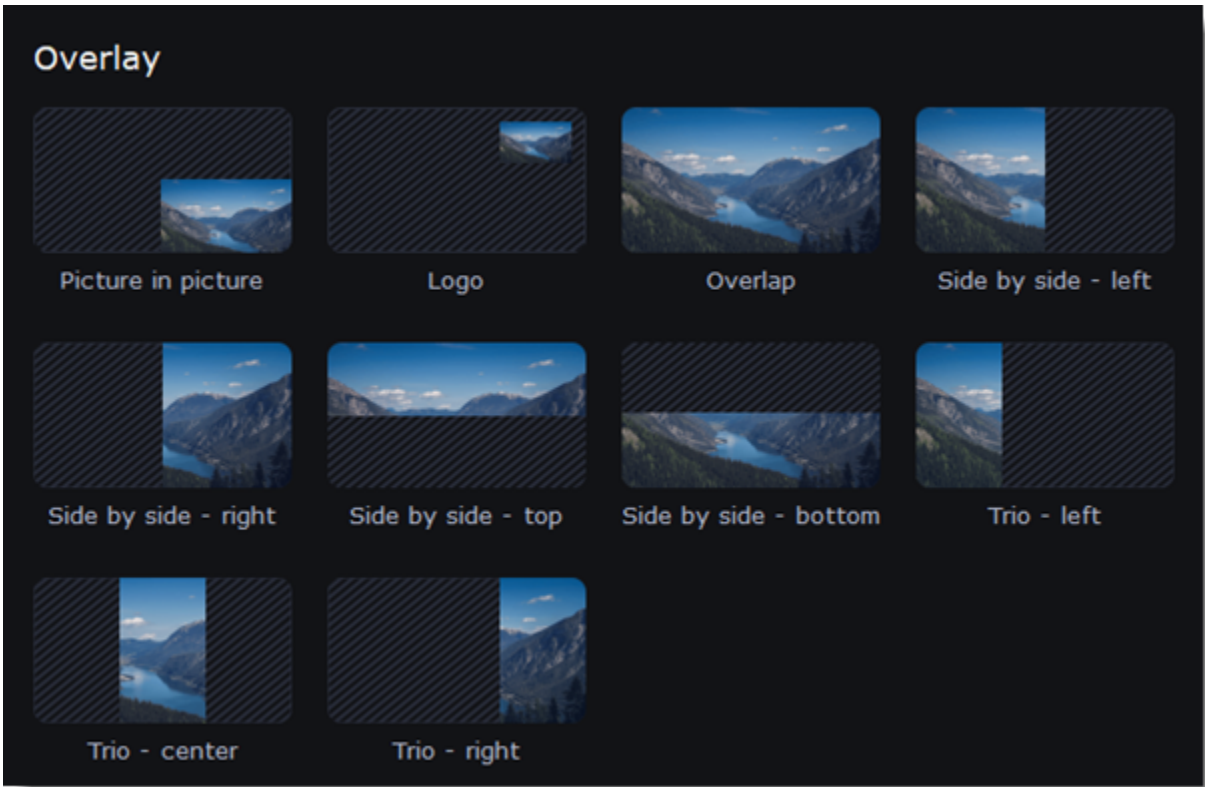 Overlay
Picture in picture
Logo
Overlap
Side by side - left
Side by side - right
Side by side - top
Side by side - bottom
Trio - left
Trio - center
Trio - right